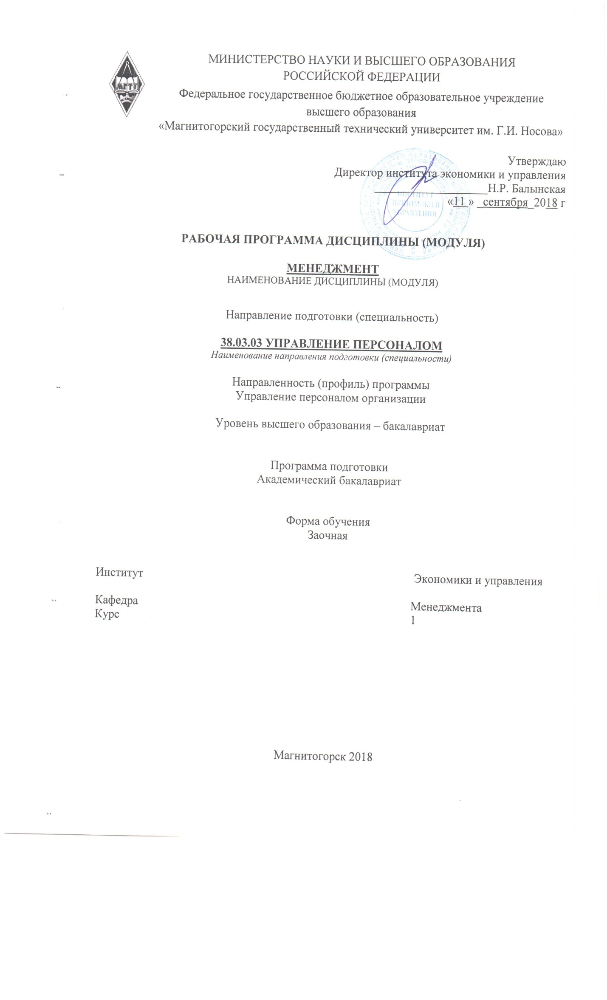 МГТУ
МИНИСТЕРСТВО НАУКИ И ВЫСШЕГО ОБРАЗОВАНИЯ
РОССИЙСКОЙ ФЕДЕРАЦИИ
Федеральное государственное бюджетное образовательное учреждение
высшего образования
«Магнитогорский государственный технический университет им. Г.И. Носова»
Утверждаю
Директор института экономики и управления
___________________Н.Р. Балынская
«11 » _сентября_2018 г
ИНСТИТУТ
ЭКОНОМИКИ И
УПРАВЛЕНИЯ
РАБОЧАЯ ПРОГРАММА ДИСЦИПЛИНЫ (МОДУЛЯ)
МЕНЕДЖМЕНТ
НАИМЕНОВАНИЕ ДИСЦИПЛИНЫ (МОДУЛЯ)
Направление подготовки (специальность)
38.03.03 УПРАВЛЕНИЕ ПЕРСОНАЛОМ
Наименование направления подготовки (специальности)
Направленность (профиль) программы
Управление персоналом организации
Уровень высшего образования – бакалавриат
Программа подготовки
Академический бакалавриат
Форма обучения
Заочная
Институт Экономики и управления
Кафедра Менеджмента
Курс 1
Магнитогорск 2018